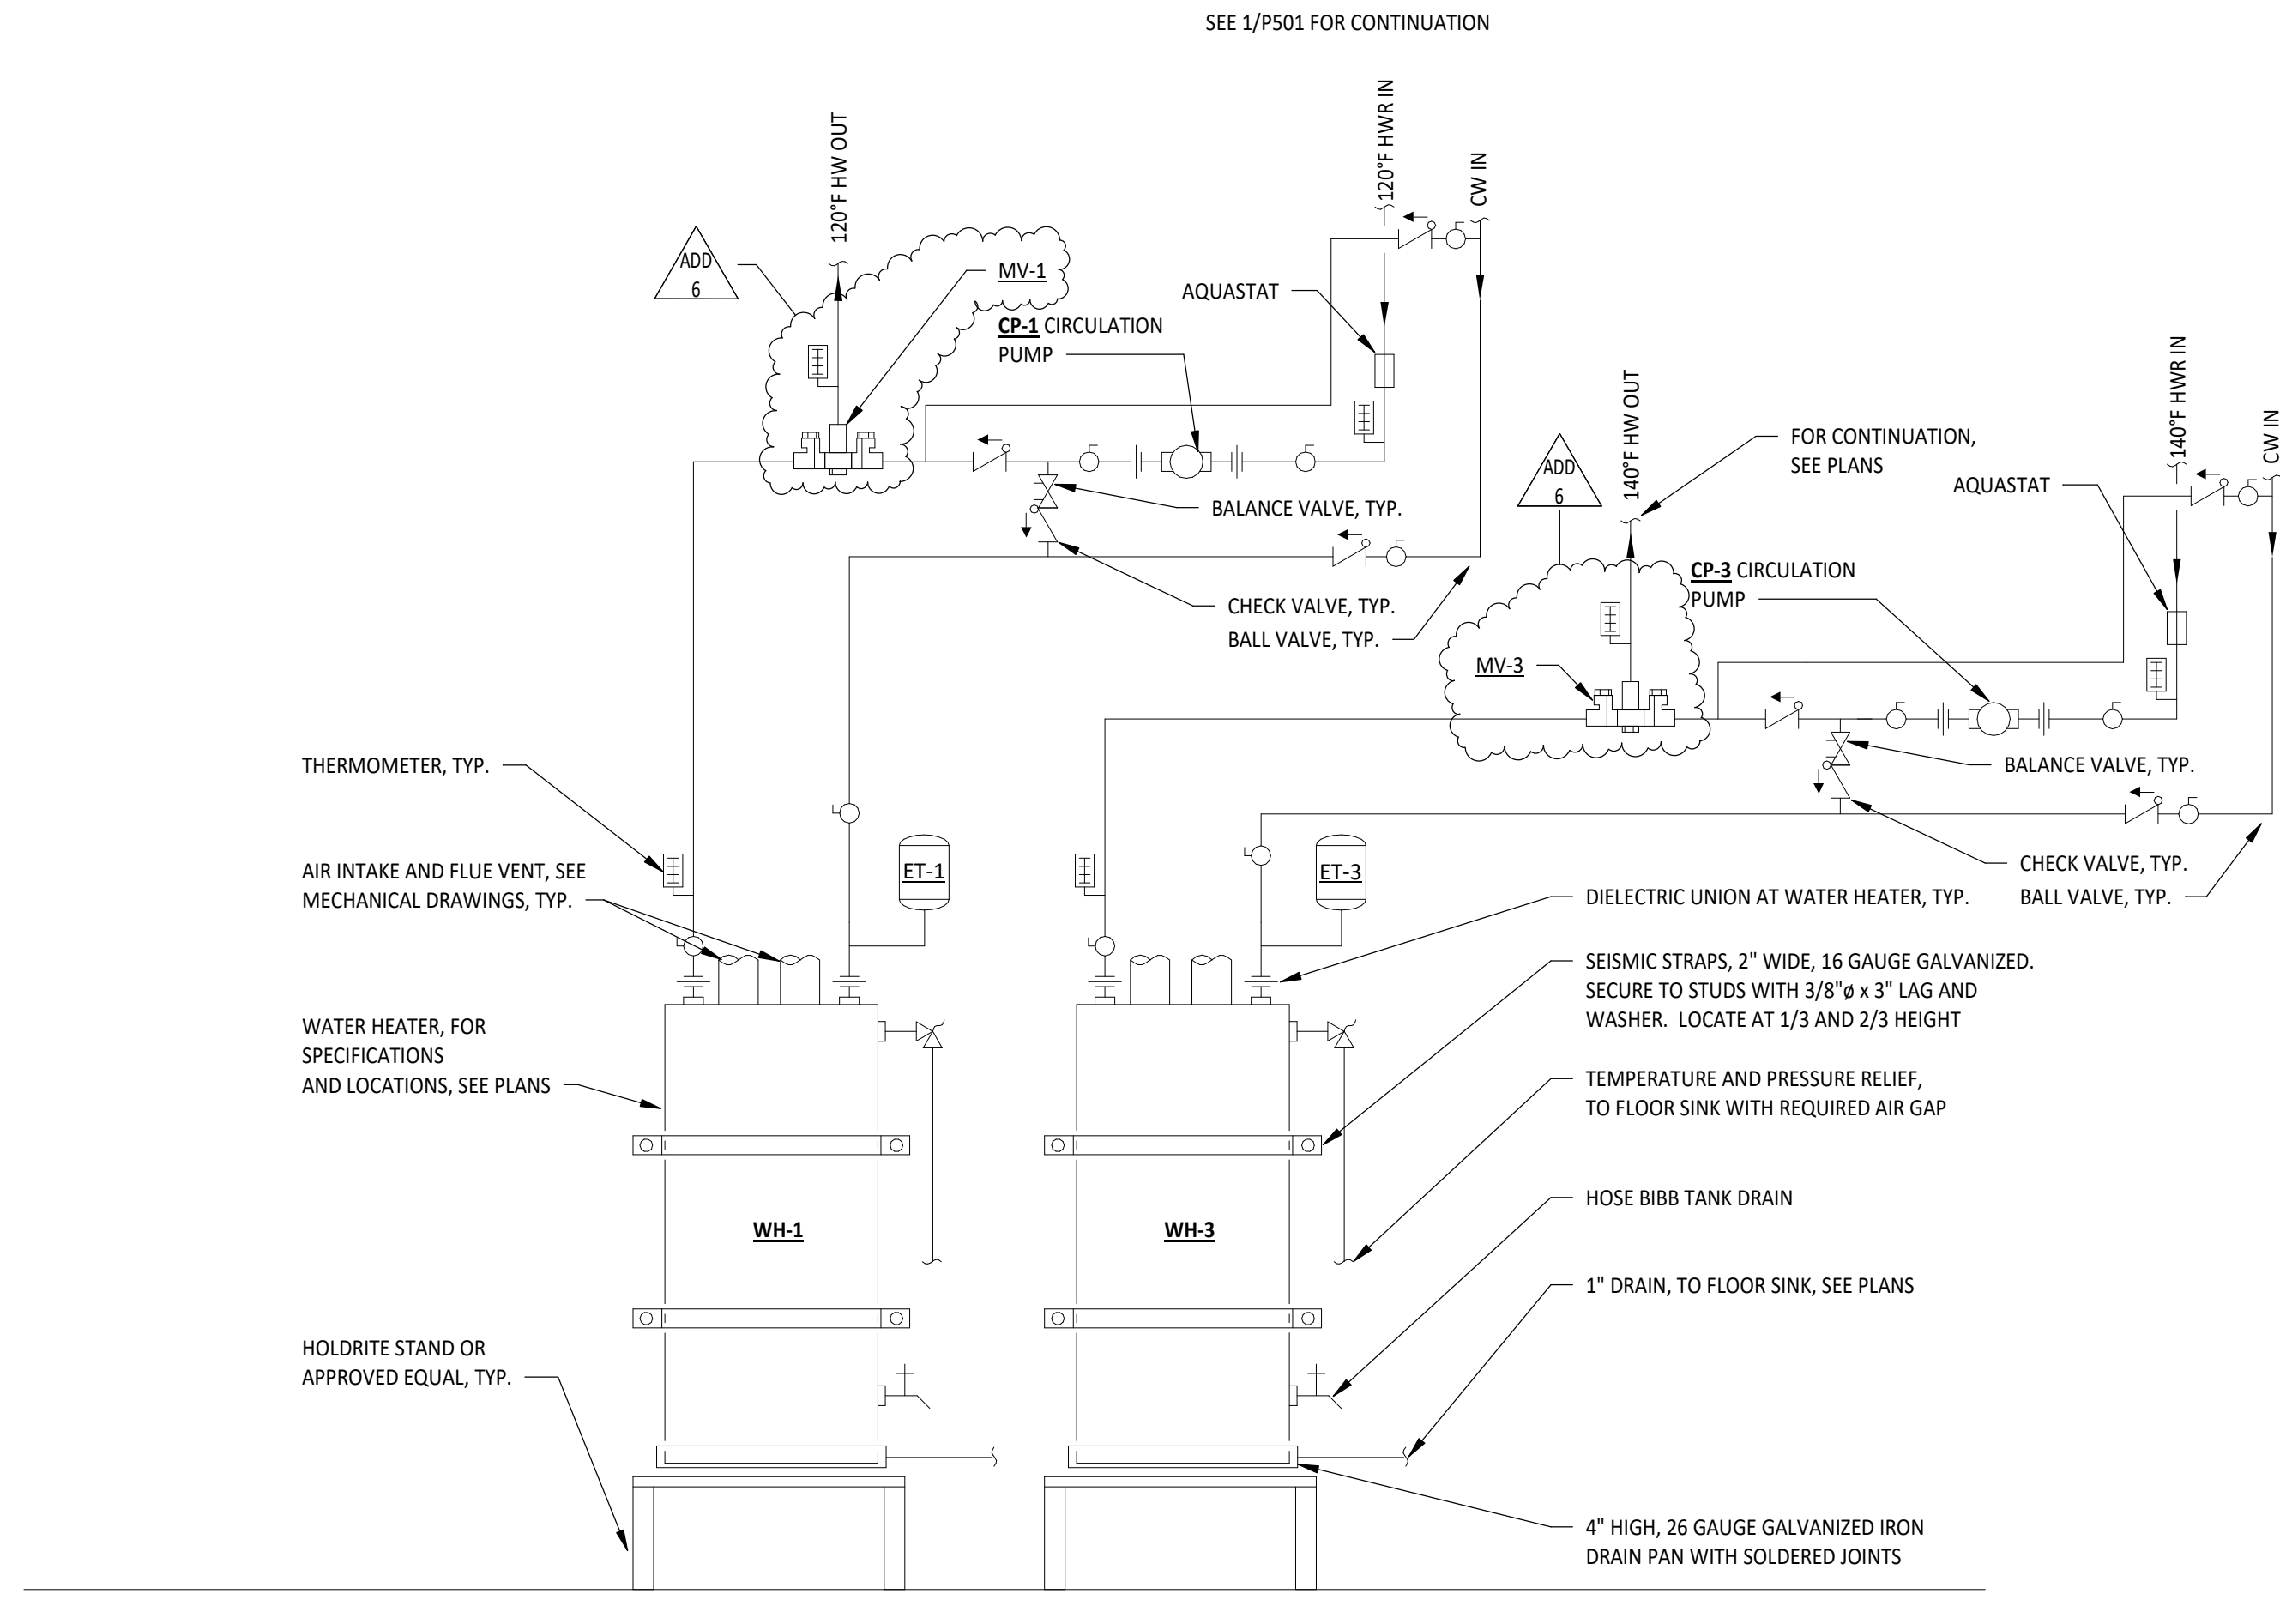 SEE 1/P501 FOR CONTINUATION
120°F HW OUT
120°F HWR IN
CW IN
ADD
6
MV-1
AQUASTAT
CP-1 CIRCULATION
PUMP
BALANCE VALVE, TYP.
CHECK VALVE, TYP.
BALL VALVE, TYP.
140°F HW OUT
140°F HWR IN
CW IN
FOR CONTINUATION,
SEE PLANS
ADD
6
AQUASTAT
CP-3 CIRCULATION
PUMP
MV-3
BALANCE VALVE, TYP.
CHECK VALVE, TYP.
BALL VALVE, TYP.
THERMOMETER, TYP.
AIR INTAKE AND FLUE VENT, SEE
MECHANICAL DRAWINGS, TYP.
ET-1
ET-3
WATER HEATER, FOR
SPECIFICATIONS
AND LOCATIONS, SEE PLANS
DIELECTRIC UNION AT WATER HEATER, TYP.
SEISMIC STRAPS, 2" WIDE, 16 GAUGE GALVANIZED.
SECURE TO STUDS WITH 3/8"ø x 3" LAG AND
WASHER. LOCATE AT 1/3 AND 2/3 HEIGHT
TEMPERATURE AND PRESSURE RELIEF,
TO FLOOR SINK WITH REQUIRED AIR GAP
WH-1
WH-3
HOSE BIBB TANK DRAIN
1" DRAIN, TO FLOOR SINK, SEE PLANS
HOLDRITE STAND OR
APPROVED EQUAL, TYP.
4" HIGH, 26 GAUGE GALVANIZED IRON
DRAIN PAN WITH SOLDERED JOINTS